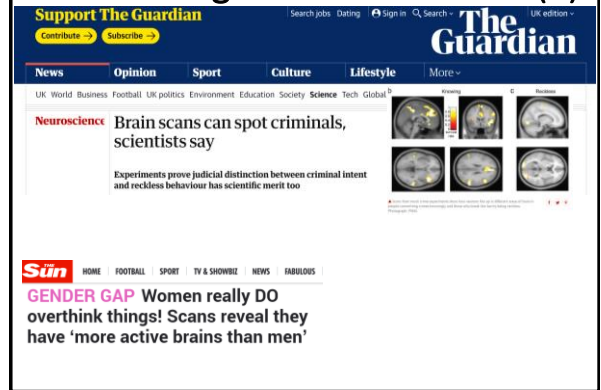 Support The Guardian
Search jobs Dating Sign in Search
The Guardian
UK edition
Contribute → Subscribe →
News Opinion Sport Culture Lifestyle More
UK World Business Football UK politics Environment Education Society Science Tech Global
Neuroscience
Brain scans can spot criminals,
scientists say
Experiments prove judicial distinction between criminal intent
and reckless behaviour has scientific merit too
D Knowing C Reckless
THE Sun HOME FOOTBALL SPORT TV & SHOWBIZ NEWS FABULOUS
GENDER GAP Women really DO
overthink things! Scans reveal they
have ‘more active brains than men’